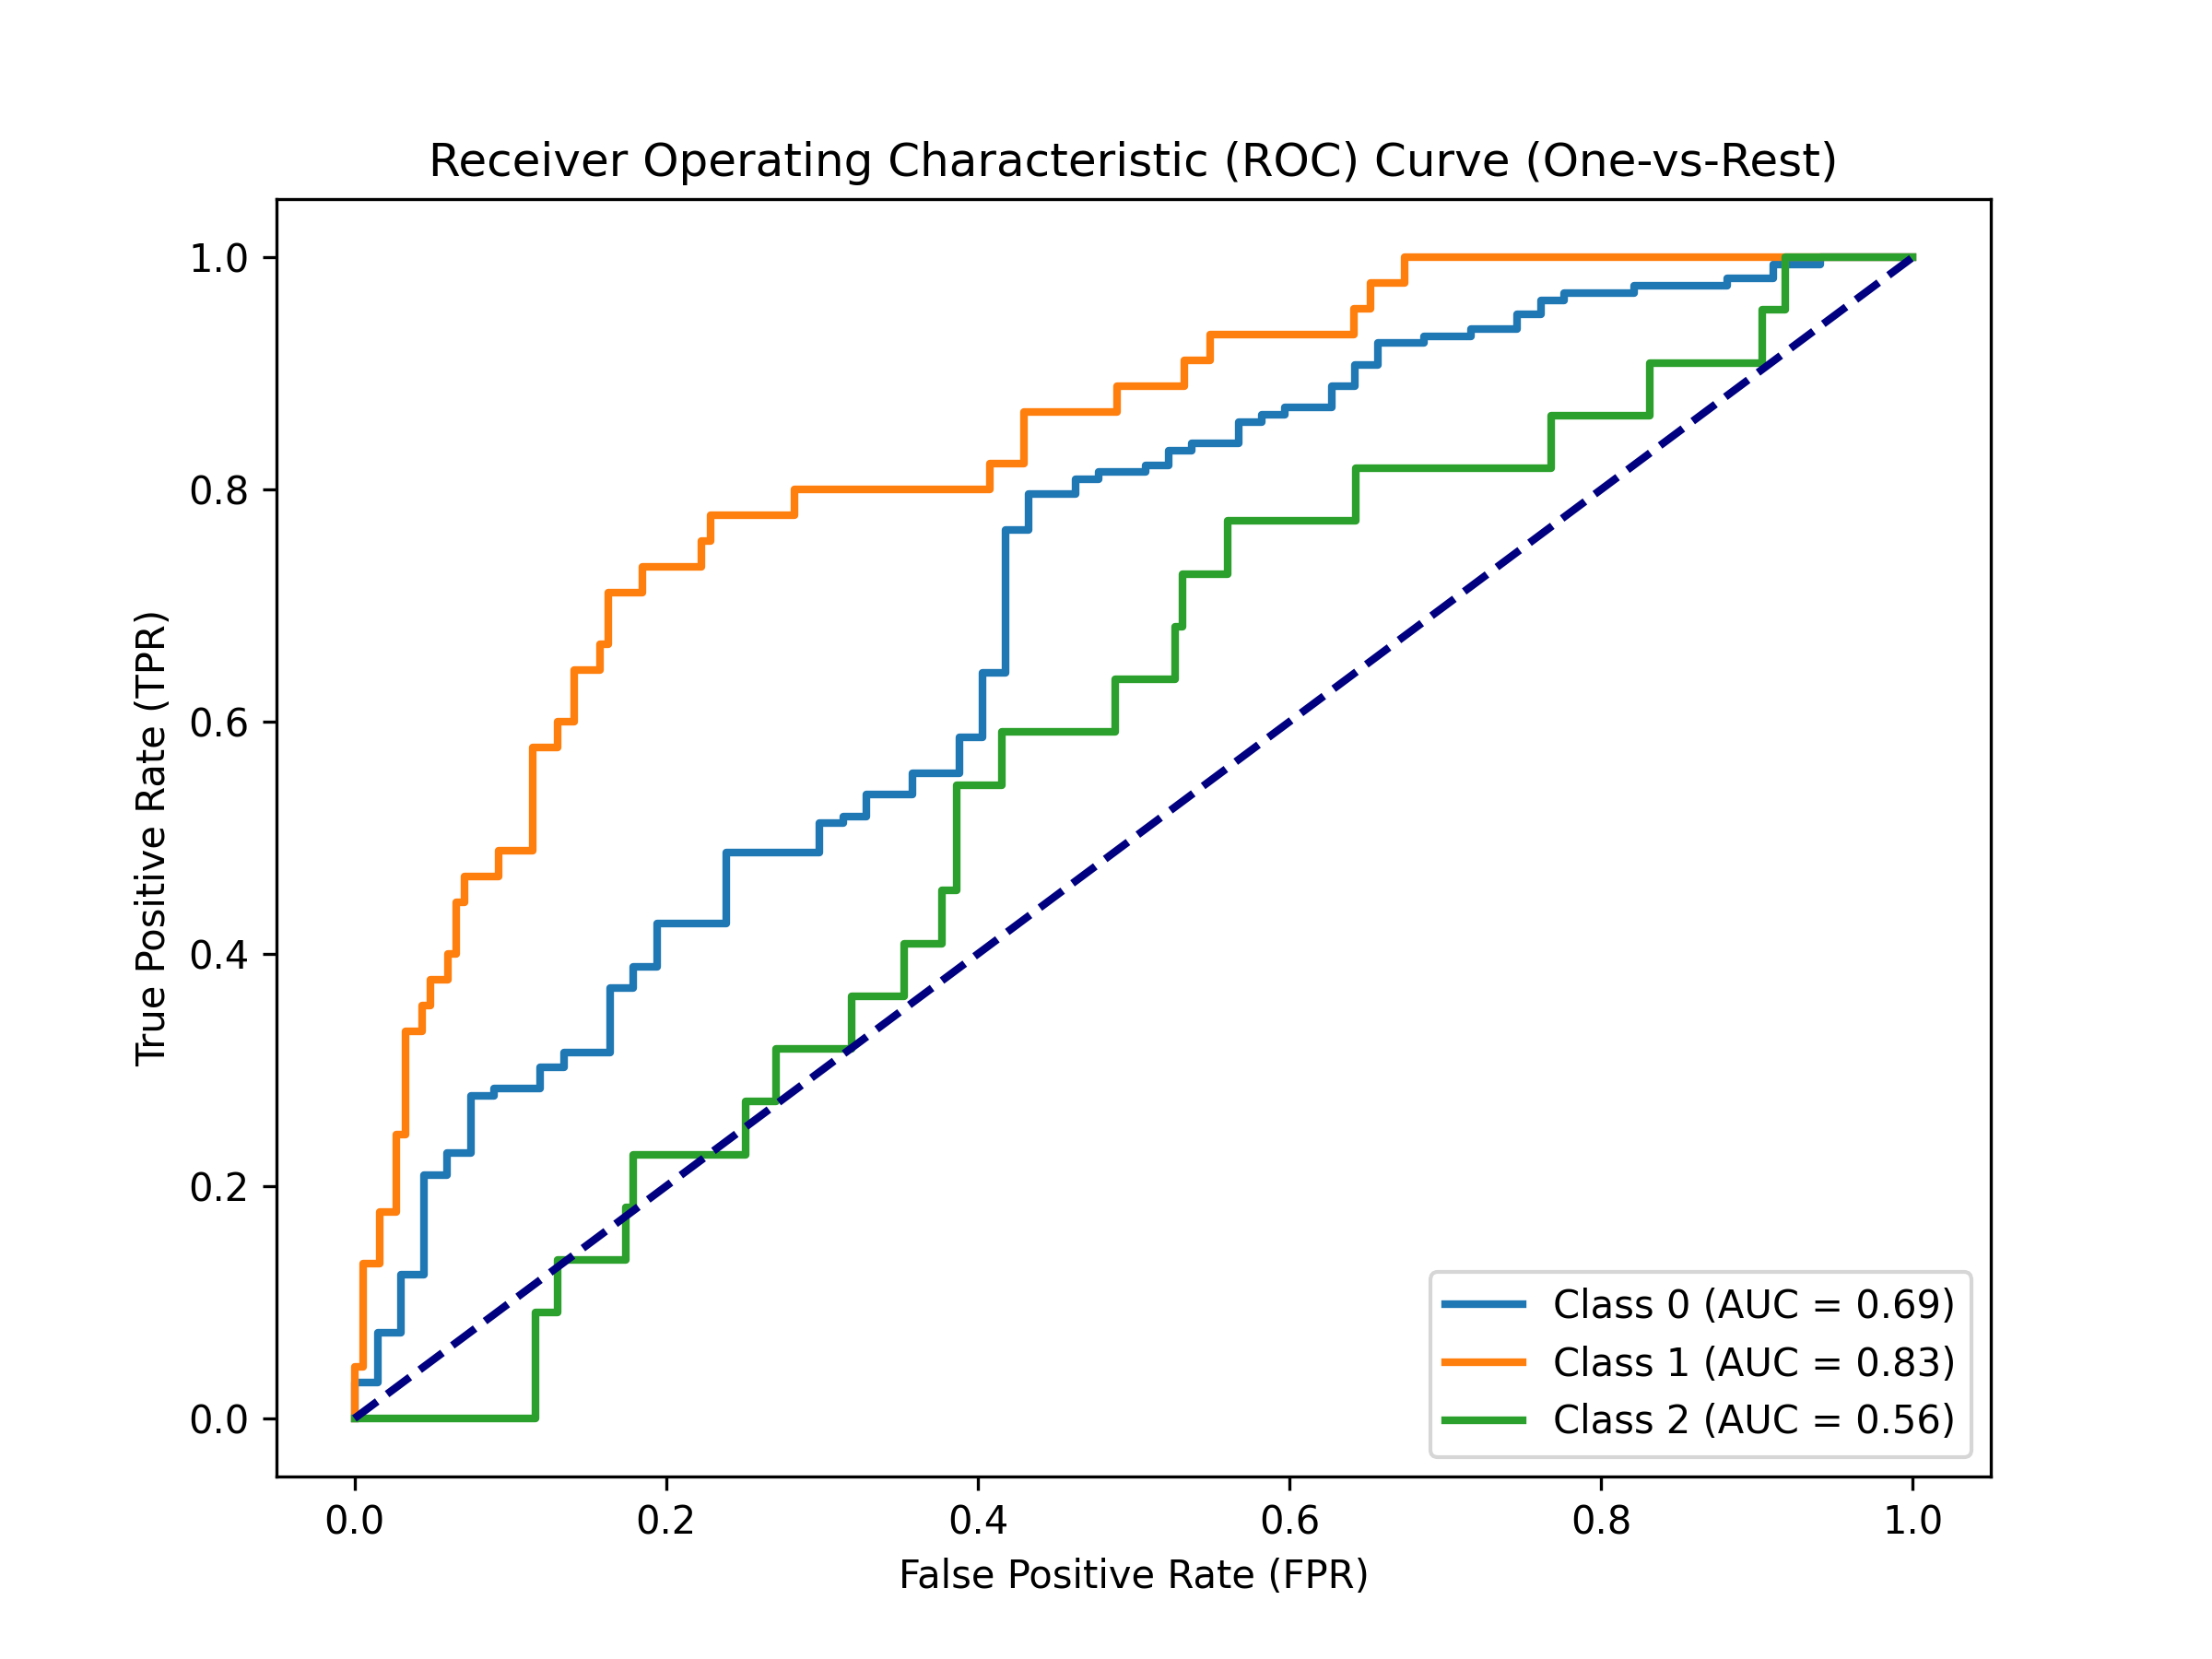 Receiver Operating Characteristic (ROC) Curve (One-vs-Rest)
True Positive Rate (TPR)
1.0
0.8
0.6
0.4
0.2
0.0
Class 0 (AUC = 0.69)
Class 1 (AUC = 0.83)
Class 2 (AUC = 0.56)
0.0 0.2 0.4 0.6 0.8 1.0
False Positive Rate (FPR)